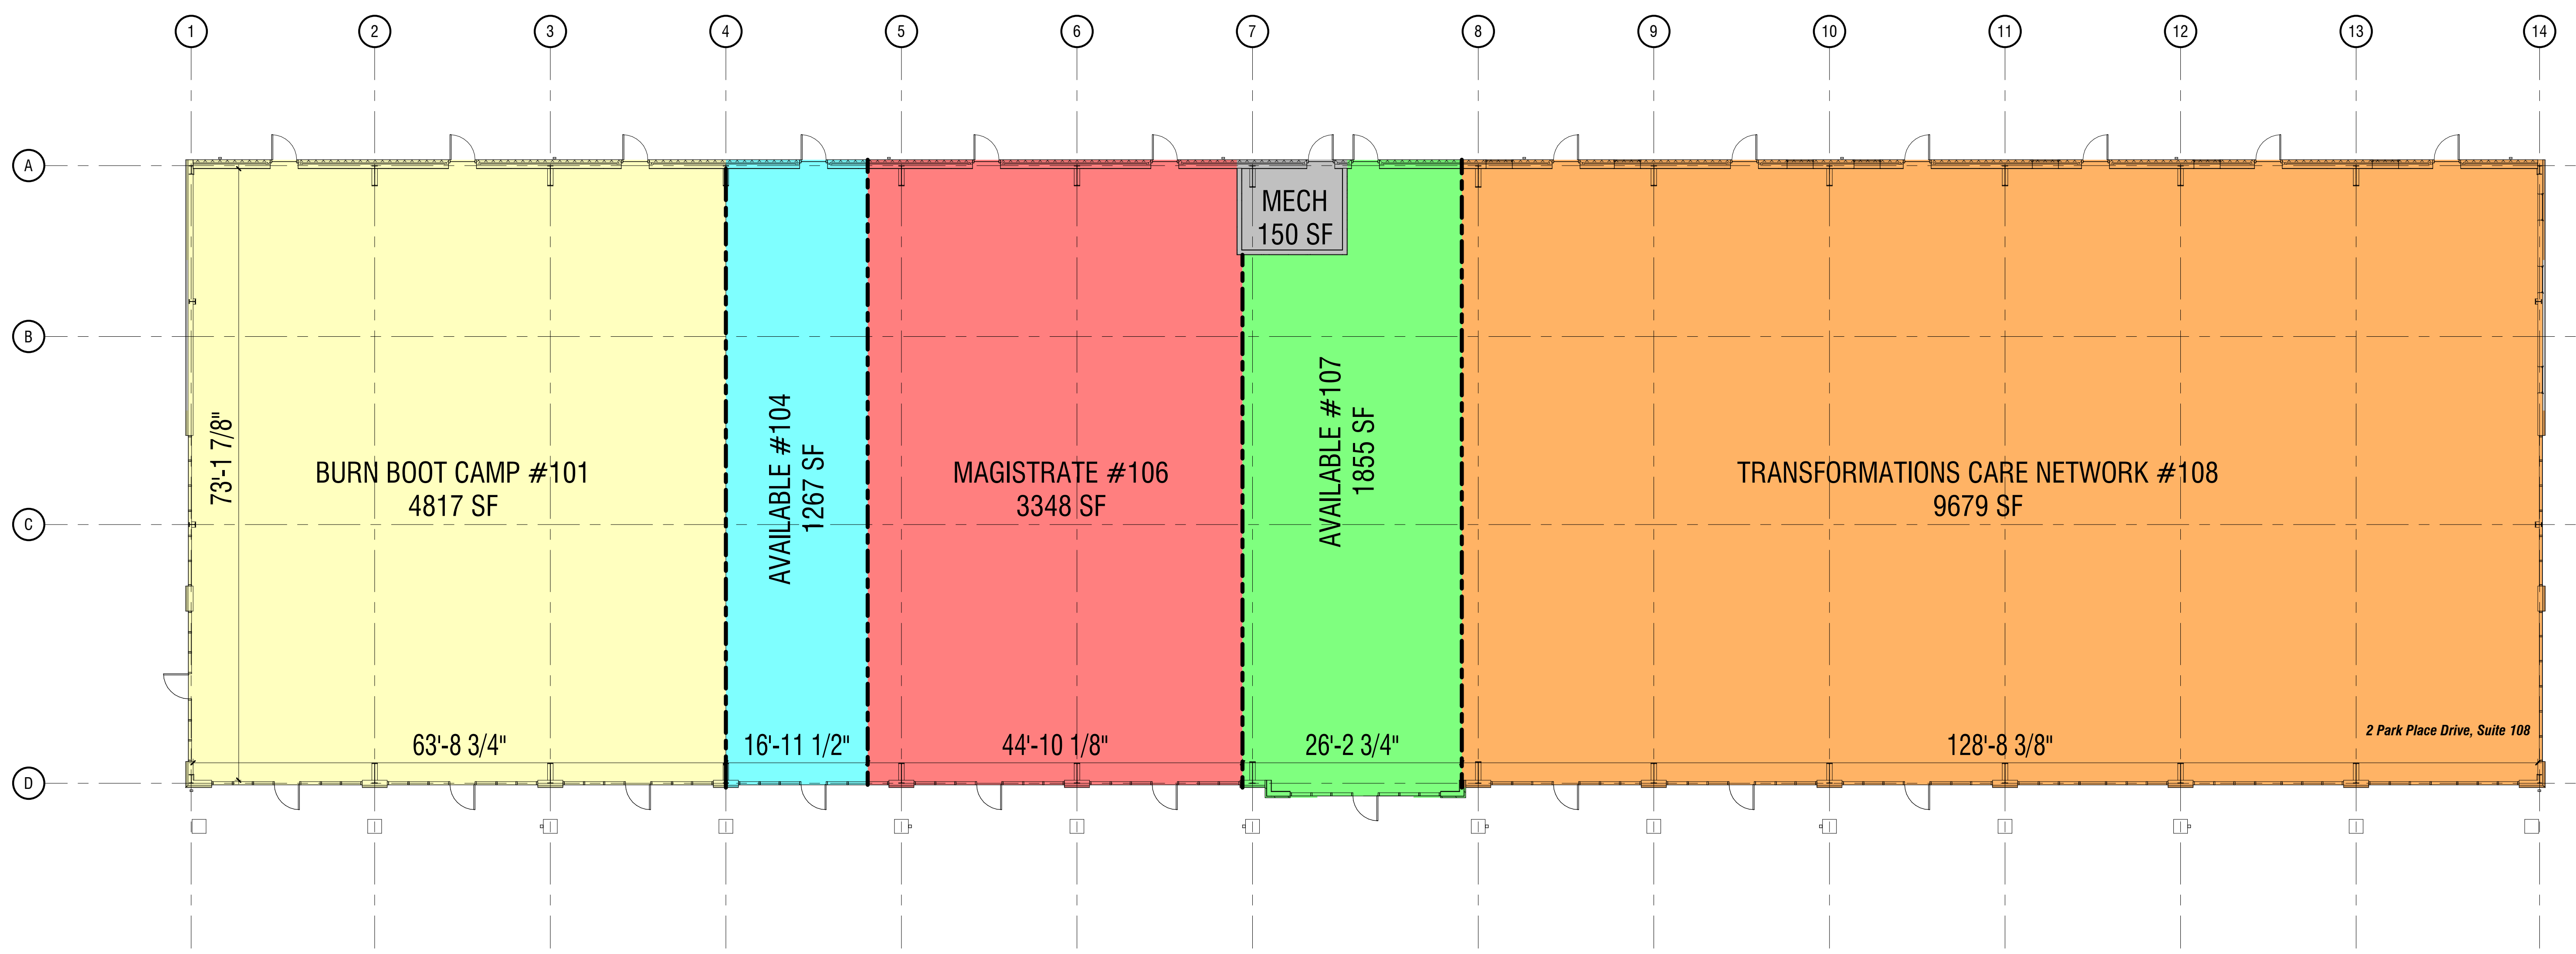 1
2
3
4
5
6
7
8
9
10
11
12
13
14
A
B
C
D
MECH
150 SF
73'-1 7/8"
BURN BOOT CAMP #101
4817 SF
AVAILABLE #104
1267 SF
MAGISTRATE #106
3348 SF
AVAILABLE #107
1855 SF
TRANSFORMATIONS CARE NETWORK #108
9679 SF
2 Park Place Drive, Suite 108
63'-8 3/4"
16'-11 1/2"
44'-10 1/8"
26'-2 3/4"
128'-8 3/8"